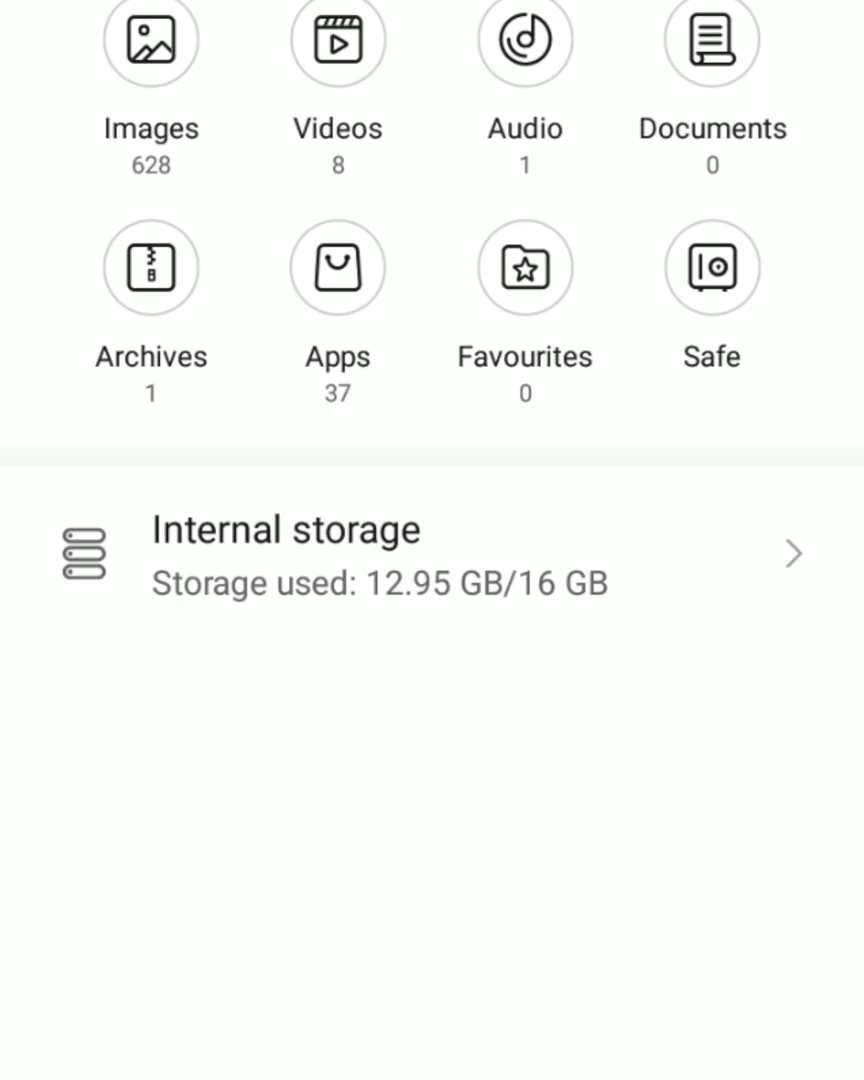 Images Videos Audio Documents
628 8 1 0
Archives Apps Favourites Safe
1 37 0
Internal storage
Storage used: 12.95 GB/16 GB